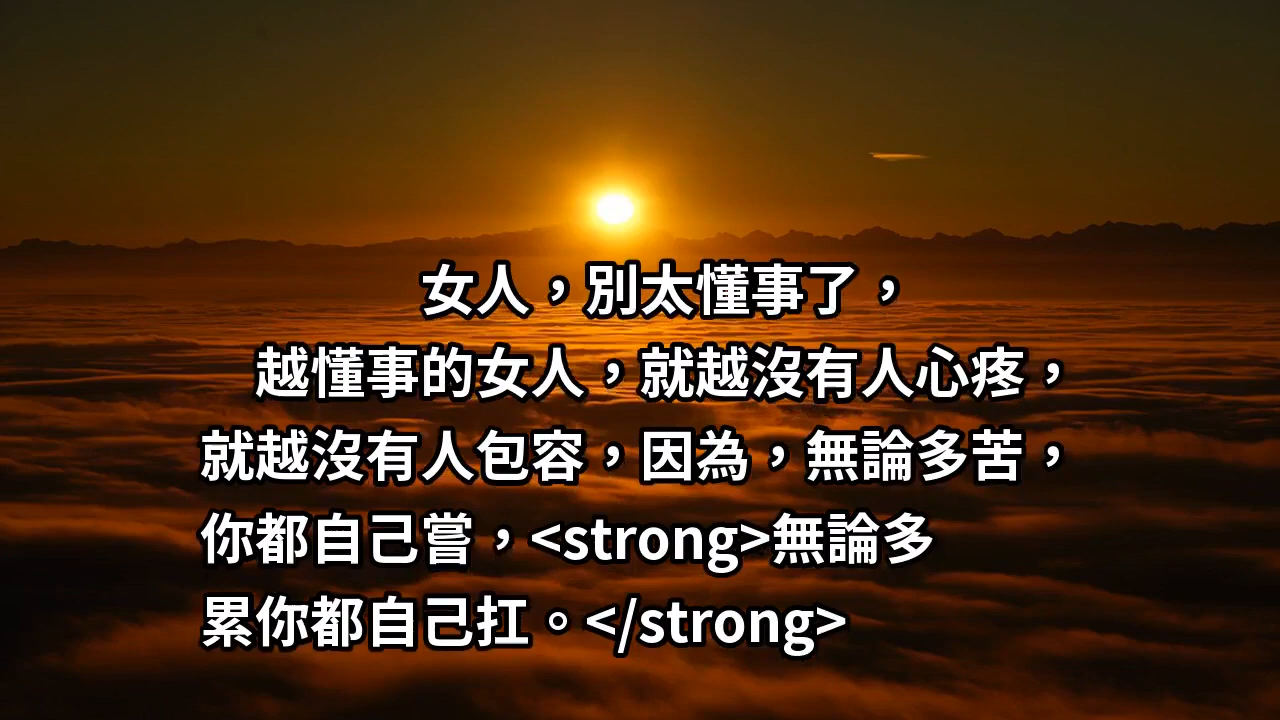 女人，別太懂事了，
越懂事的女人，就越沒有人心疼，
就越沒有人包容，因為，無論多苦，
你都自己嘗，<strong>無論多
累你都自己扛。</strong>